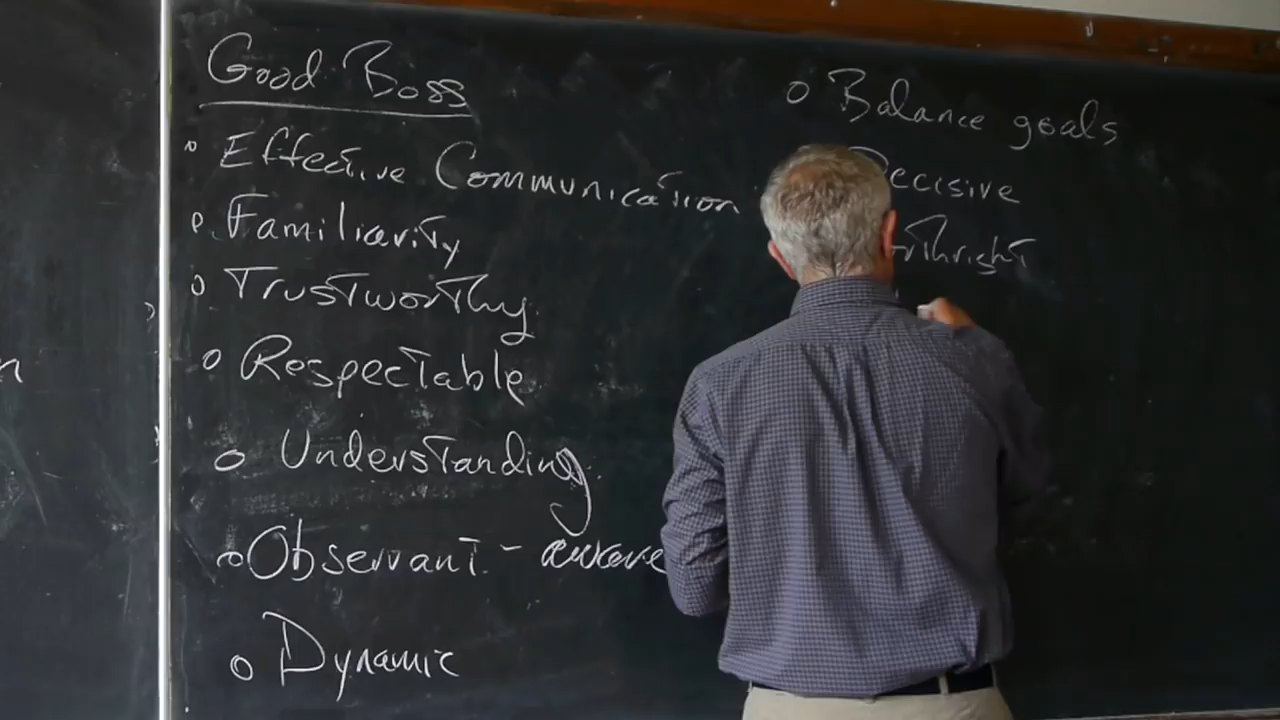 Good Boss
Effective Communication
Familiarity
Trustworthy
Respectable
Understanding
Observant - aware
Dynamic
Balance goals
Decisive